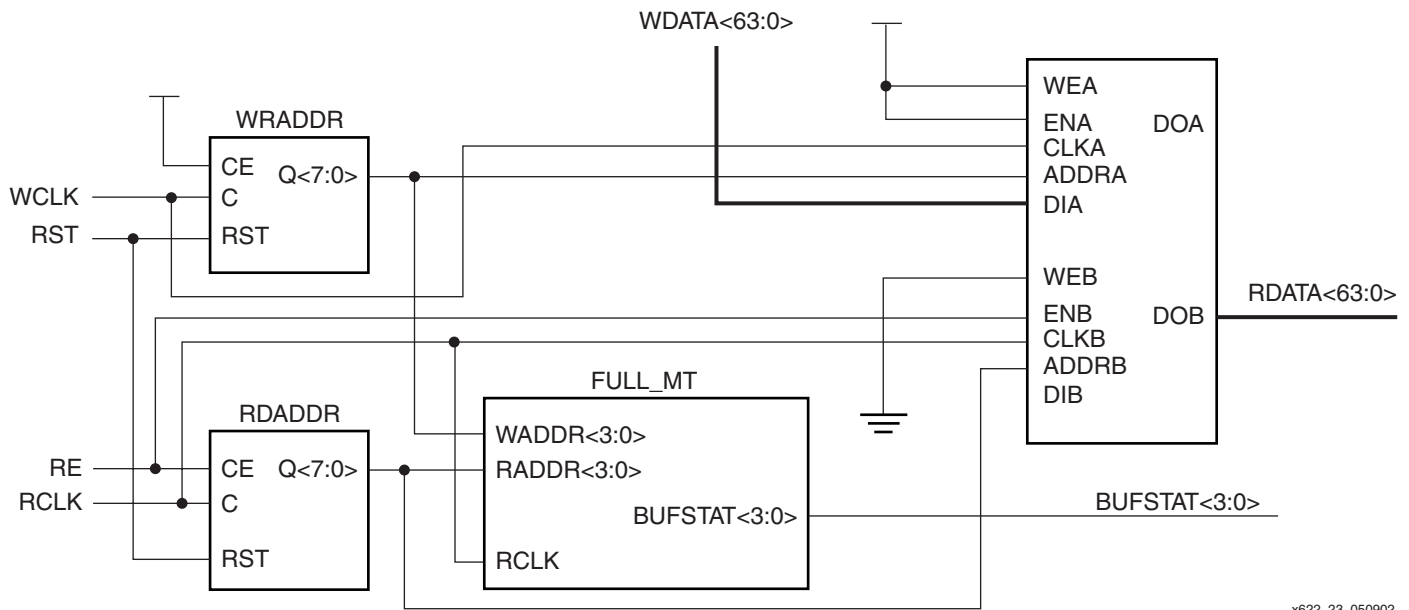 WDATA<63:0>
WRADDR
CE
Q<7:0>
C
RST
WCLK
RST
WEA
ENA
DOA
CLKA
ADDRA
DIA
WEB
ENB
DOB
CLKB
ADDRB
DIB
RDATA<63:0>
FULL_MT
WADDR<3:0>
RADDR<3:0>
BUFSTAT<3:0>
RCLK
BUFSTAT<3:0>
RDADDR
CE
Q<7:0>
C
RST
RE
RCLK
x622_23_050902